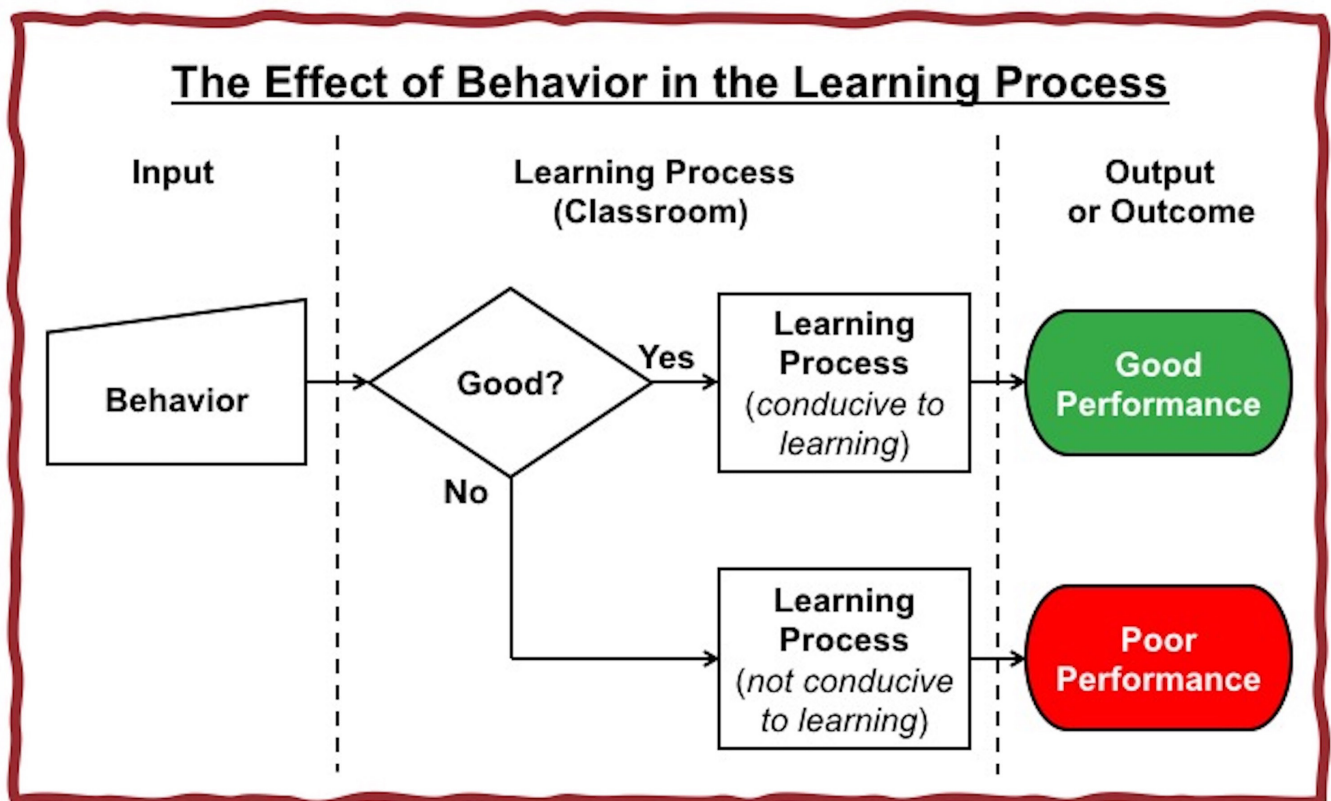 The Effect of Behavior in the Learning Process
Input
Learning Process
(Classroom)
Output
or Outcome
Behavior
Good?
Yes
No
Learning
Process
(conducive to
learning)
Good
Performance
Learning
Process
(not conducive
to learning)
Poor
Performance